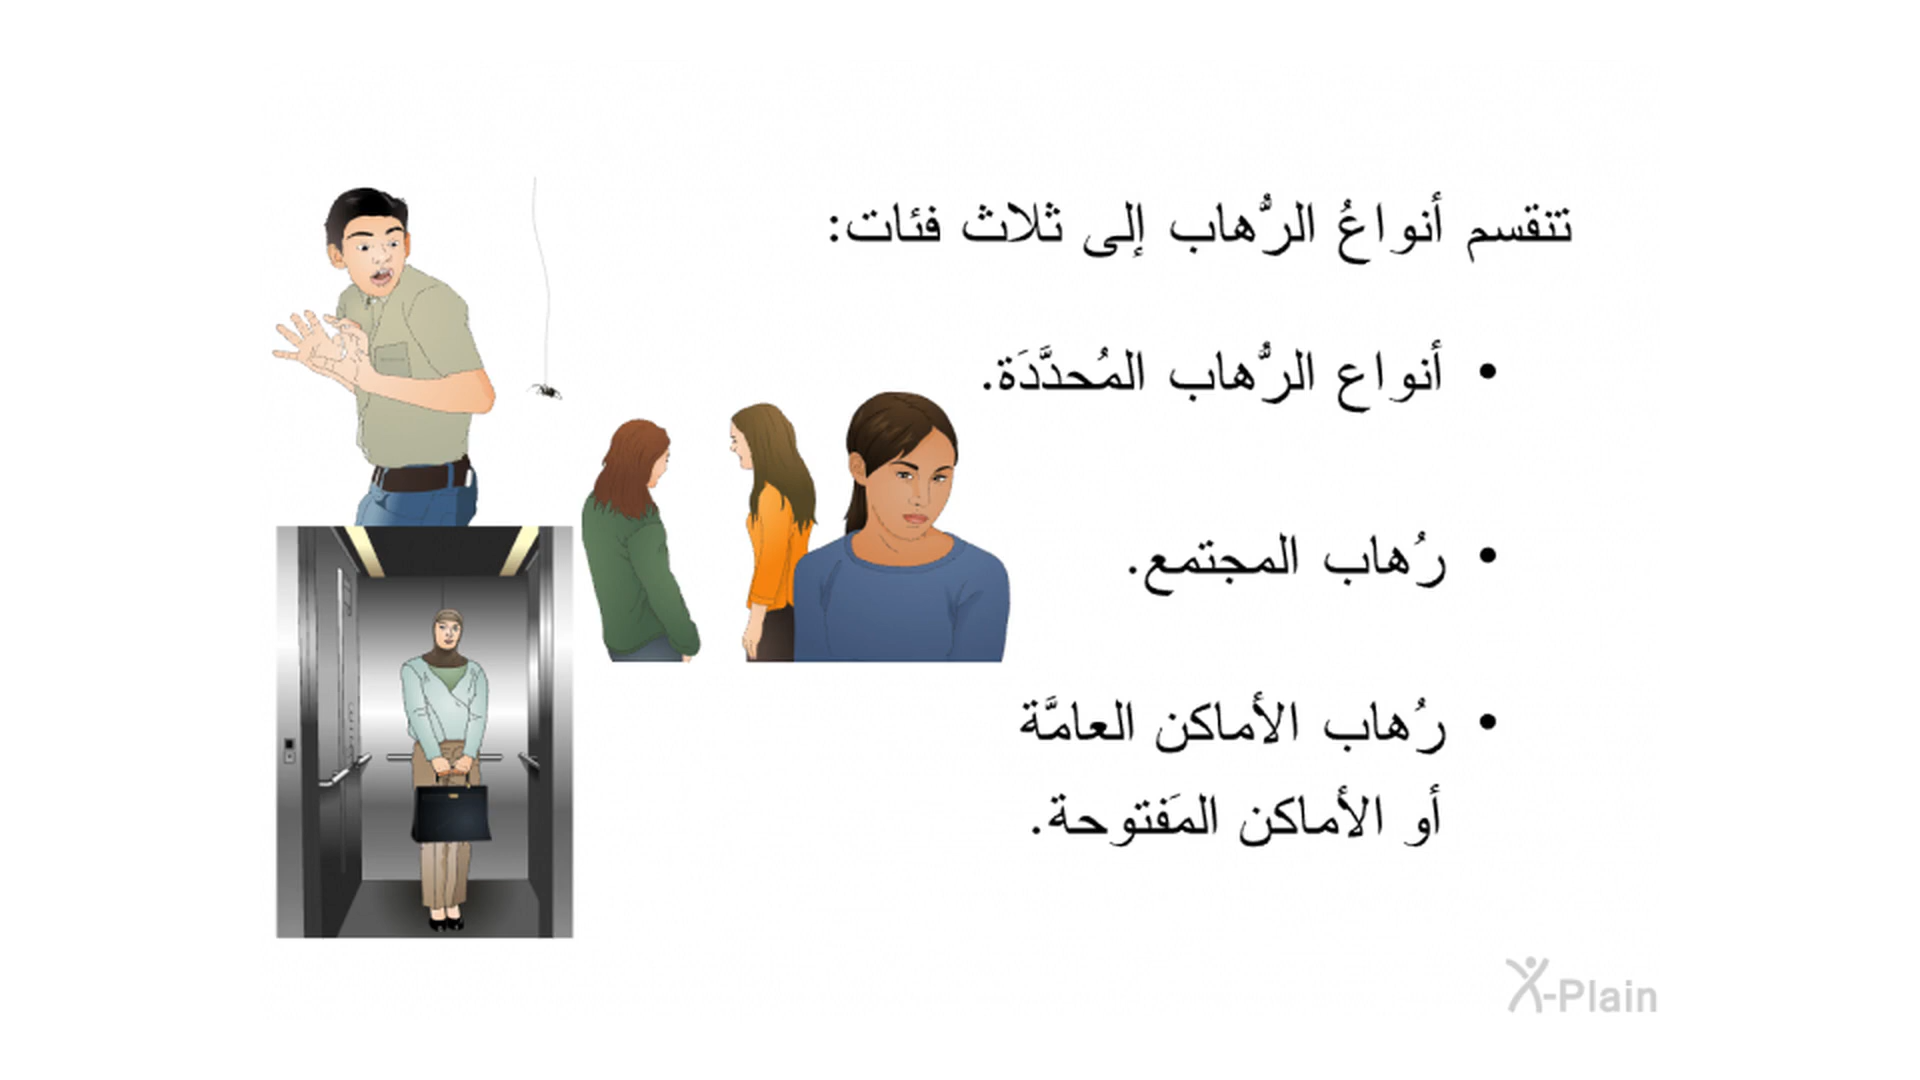 تنقسم أنواعُ الرُّهاب إلى ثلاث فئات:
• أنواع الرُّهاب المُحدَّدَة.
• رُهاب المجتمع.
• رُهاب الأماكن العامَّة
أو الأماكن المَفتوحة.
X-Plain